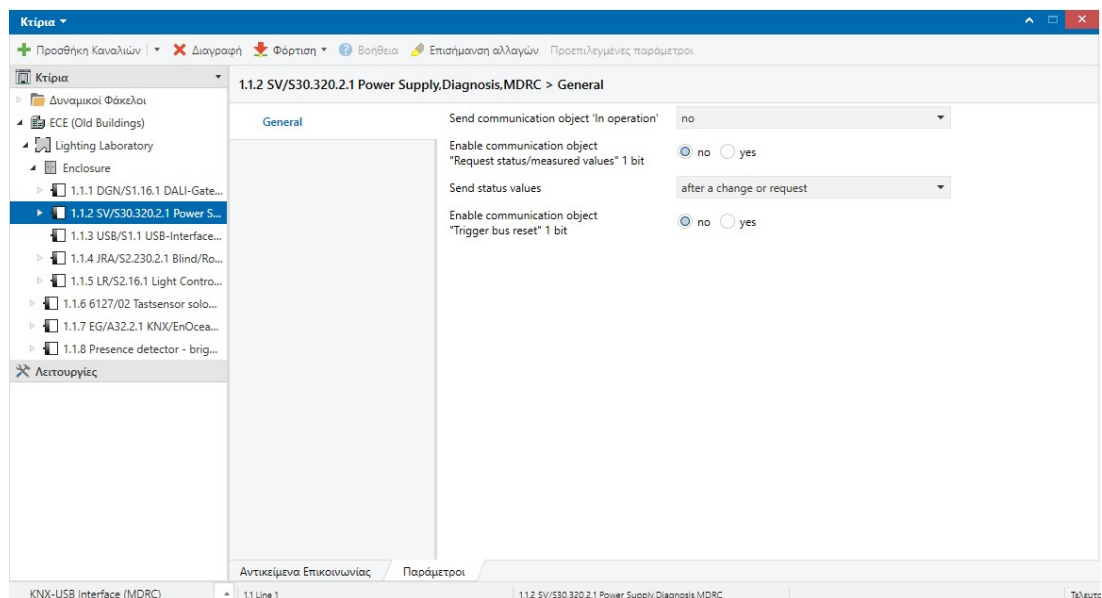 Κτίρια
Προσθήκη Καναλιών Διαγραφή Φόρτιση Βοήθεια Επισήμανση αλλαγών Προεπιλεγμένες παράμετροι
Κτίρια
1.1.2 SV/S30.320.2.1 Power Supply,Diagnosis,MDRC > General
Δυναμικοί Φάκελοι
ECE (Old Buildings)
Lighting Laboratory
Enclosure
1.1.1 DGN/S1.16.1 DALI-Gate...
1.1.2 SV/S30.320.2.1 Power S...
1.1.3 USB/S1.1 USB-Interface...
1.1.4 JRA/S2.230.2.1 Blind/Ro...
1.1.5 LR/S2.16.1 Light Contro...
1.1.6 6127/02 Tastsensor solo...
1.1.7 EG/A32.2.1 KNX/EnOcea...
1.1.8 Presence detector - brig...
Λειτουργίες
General
Send communication object 'In operation' no
Enable communication object
"Request status/measured values" 1 bit no yes
Send status values after a change or request
Enable communication object
"Trigger bus reset" 1 bit no yes
Αντικείμενα Επικοινωνίας Παράμετροι
KNX-USB Interface (MDRC) 1.1 Line 1 1.1.2 SV/S30.320.2.1 Power Supply,Diagnosis,MDRC